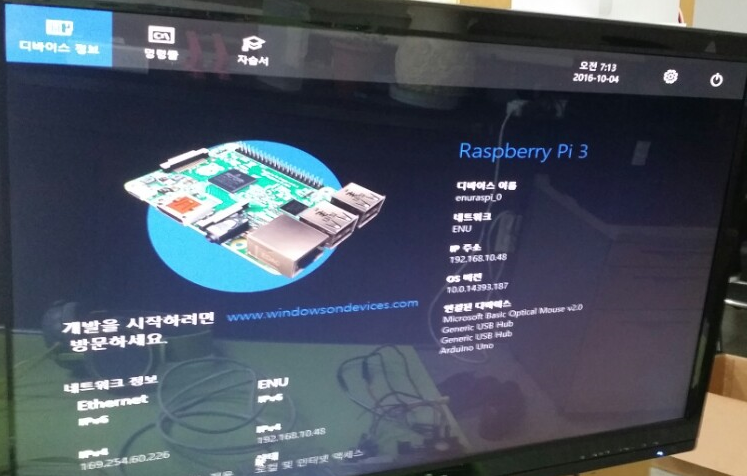 디바이스 정보
명령줄
자습서
오전 7:13
2016-10-04
Raspberry Pi 3
디바이스 이름
enuraspi_0
네트워크
ENU
IP 주소
192.168.10.48
OS 버전
10.0.14393.187
연결된 디바이스
Microsoft Basic Optical Mouse v2.0
Generic USB Hub
Generic USB Hub
Arduino Uno
개발을 시작하려면 www.windowsondevices.com
방문하세요.
네트워크 정보
Ethernet
IPv6
IPv4
169.254.60.226
ENU
IPv6
IPv4
192.168.10.48
상태
로컬 및 인터넷 액세스